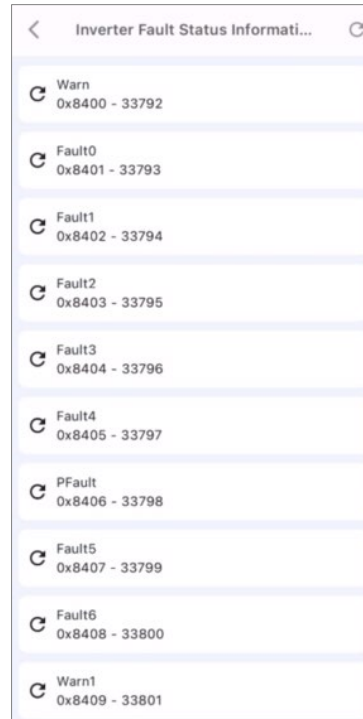 Inverter Fault Status Informati...
Warn
0x8400 - 33792
Fault0
0x8401 - 33793
Fault1
0x8402 - 33794
Fault2
0x8403 - 33795
Fault3
0x8404 - 33796
Fault4
0x8405 - 33797
PFault
0x8406 - 33798
Fault5
0x8407 - 33799
Fault6
0x8408 - 33800
Warn1
0x8409 - 33801